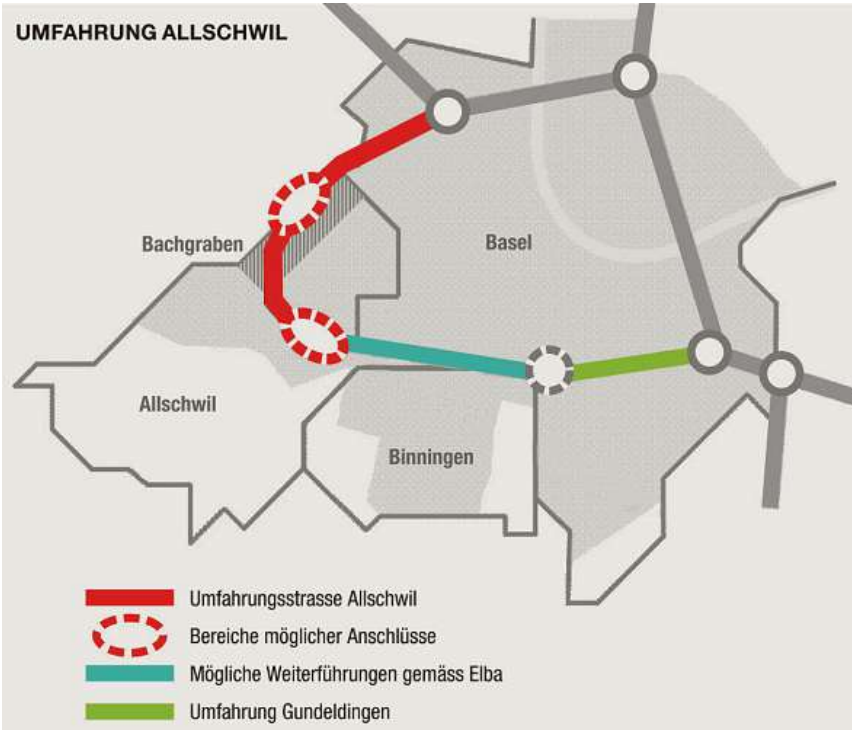 UMFAHRUNG ALLSCHWIL
Bachgraben
Basel
Allschwil
Binningen
Umfahrungsstrasse Allschwil
Bereiche möglicher Anschlüsse
Mögliche Weiterführungen gemäss Elba
Umfahrung Gundeldingen